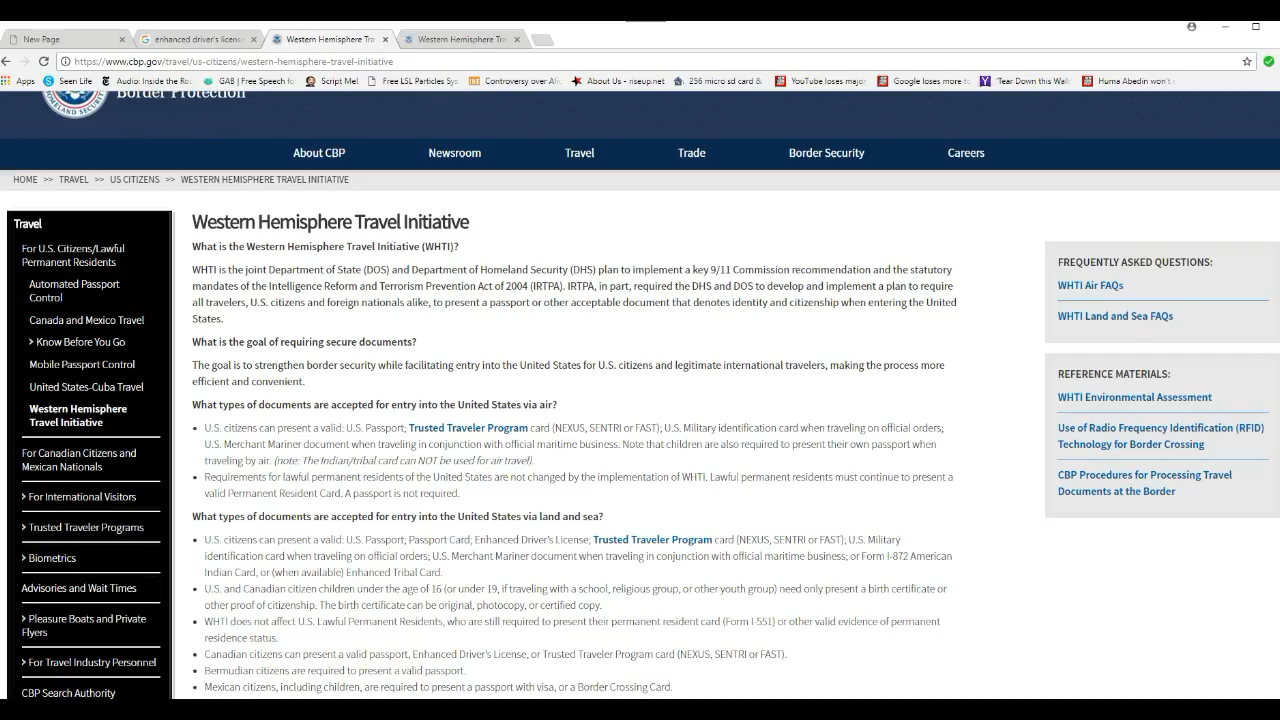 New Page
enhanced driver's license
Western Hemisphere Tra
Western Hemisphere Tra
https://www.cbp.gov/travel/us-citizens/western-hemisphere-travel-initiative
Apps
Seen Life
Audio: Inside the Ro
GAB | Free Speech fo
Script Mel
Free LSL Particles Sys
Controversy over Alic
About Us - riseup.net
256 micro sd card &
YouTube loses major
Google loses more t
'Tear Down this Wall
Huma Abedin won't s
HOMELAND SECURITY
Border Protection
About CBP
Newsroom
Travel
Trade
Border Security
Careers
HOME >> TRAVEL >> US CITIZENS >> WESTERN HEMISPHERE TRAVEL INITIATIVE
Travel
For U.S. Citizens/Lawful
Permanent Residents
Automated Passport
Control
Canada and Mexico Travel
Know Before You Go
Mobile Passport Control
United States-Cuba Travel
Western Hemisphere
Travel Initiative
For Canadian Citizens and
Mexican Nationals
For International Visitors
Trusted Traveler Programs
Biometrics
Advisories and Wait Times
Pleasure Boats and Private
Flyers
For Travel Industry Personnel
CBP Search Authority
Western Hemisphere Travel Initiative
What is the Western Hemisphere Travel Initiative (WHTI)?
WHTI is the joint Department of State (DOS) and Department of Homeland Security (DHS) plan to implement a key 9/11 Commission recommendation and the statutory
mandates of the Intelligence Reform and Terrorism Prevention Act of 2004 (IRTPA). IRTPA, in part, required the DHS and DOS to develop and implement a plan to require
all travelers, U.S. citizens and foreign nationals alike, to present a passport or other acceptable document that denotes identity and citizenship when entering the United
States.
What is the goal of requiring secure documents?
The goal is to strengthen border security while facilitating entry into the United States for U.S. citizens and legitimate international travelers, making the process more
efficient and convenient.
What types of documents are accepted for entry into the United States via air?
• U.S. citizens can present a valid: U.S. Passport; Trusted Traveler Program card (NEXUS, SENTRI or FAST); U.S. Military identification card when traveling on official orders;
U.S. Merchant Mariner document when traveling in conjunction with official maritime business. Note that children are also required to present their own passport when
traveling by air. (note: The Indian/tribal card can NOT be used for air travel).
• Requirements for lawful permanent residents of the United States are not changed by the implementation of WHTI. Lawful permanent residents must continue to present a
valid Permanent Resident Card. A passport is not required.
What types of documents are accepted for entry into the United States via land and sea?
• U.S. citizens can present a valid: U.S. Passport; Passport Card; Enhanced Driver's License; Trusted Traveler Program card (NEXUS, SENTRI or FAST); U.S. Military
identification card when traveling on official orders; U.S. Merchant Mariner document when traveling in conjunction with official maritime business; or Form I-872 American
Indian Card, or (when available) Enhanced Tribal Card.
• U.S. and Canadian citizen children under the age of 16 (or under 19, if traveling with a school, religious group, or other youth group) need only present a birth certificate or
other proof of citizenship. The birth certificate can be original, photocopy, or certified copy.
• WHTI does not affect U.S. Lawful Permanent Residents, who are still required to present their permanent resident card (Form I-551) or other valid evidence of permanent
residence status.
• Canadian citizens can present a valid passport, Enhanced Driver's License, or Trusted Traveler Program card (NEXUS, SENTRI or FAST).
• Bermudian citizens are required to present a valid passport.
• Mexican citizens, including children, are required to present a passport with visa, or a Border Crossing Card.
FREQUENTLY ASKED QUESTIONS:
WHTI Air FAQs
WHTI Land and Sea FAQs
REFERENCE MATERIALS:
WHTI Environmental Assessment
Use of Radio Frequency Identification (RFID)
Technology for Border Crossing
CBP Procedures for Processing Travel
Documents at the Border